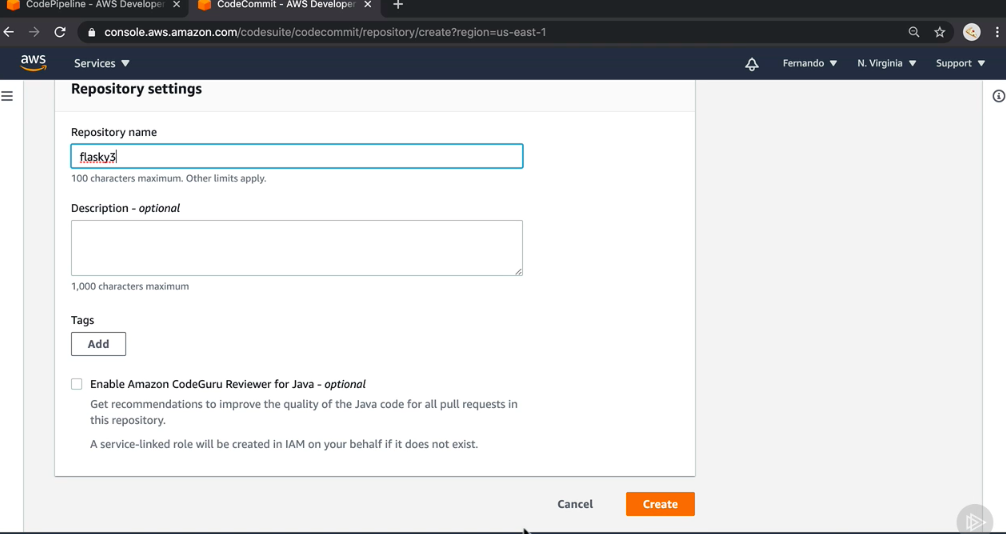 CodePipeline - AWS Developer
CodeCommit - AWS Developer
console.aws.amazon.com/codesuite/codecommit/repository/create?region=us-east-1
aws
Services
Fernando
N. Virginia
Support
Repository settings
Repository name
flasky3
100 characters maximum. Other limits apply.
Description - optional
1,000 characters maximum
Tags
Add
Enable Amazon CodeGuru Reviewer for Java - optional
Get recommendations to improve the quality of the Java code for all pull requests in
this repository.
A service-linked role will be created in IAM on your behalf if it does not exist.
Cancel
Create